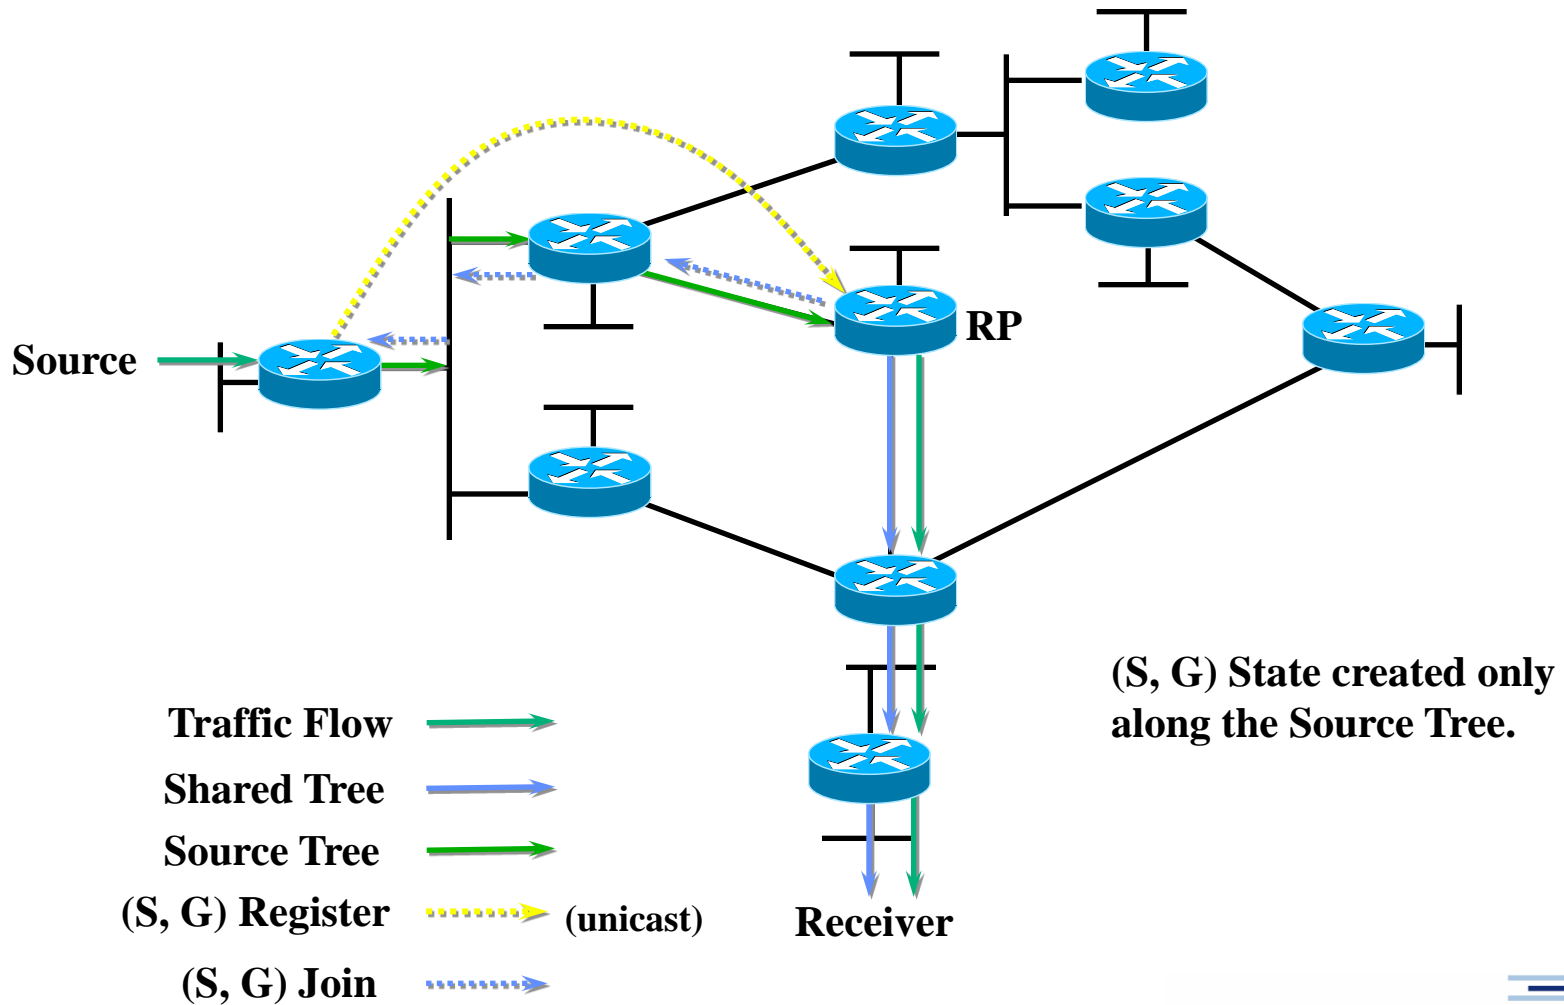 RP
Source
(S, G) State created only
along the Source Tree.
Traffic Flow
Shared Tree
Source Tree
(S, G) Register
(unicast)
(S, G) Join
Receiver